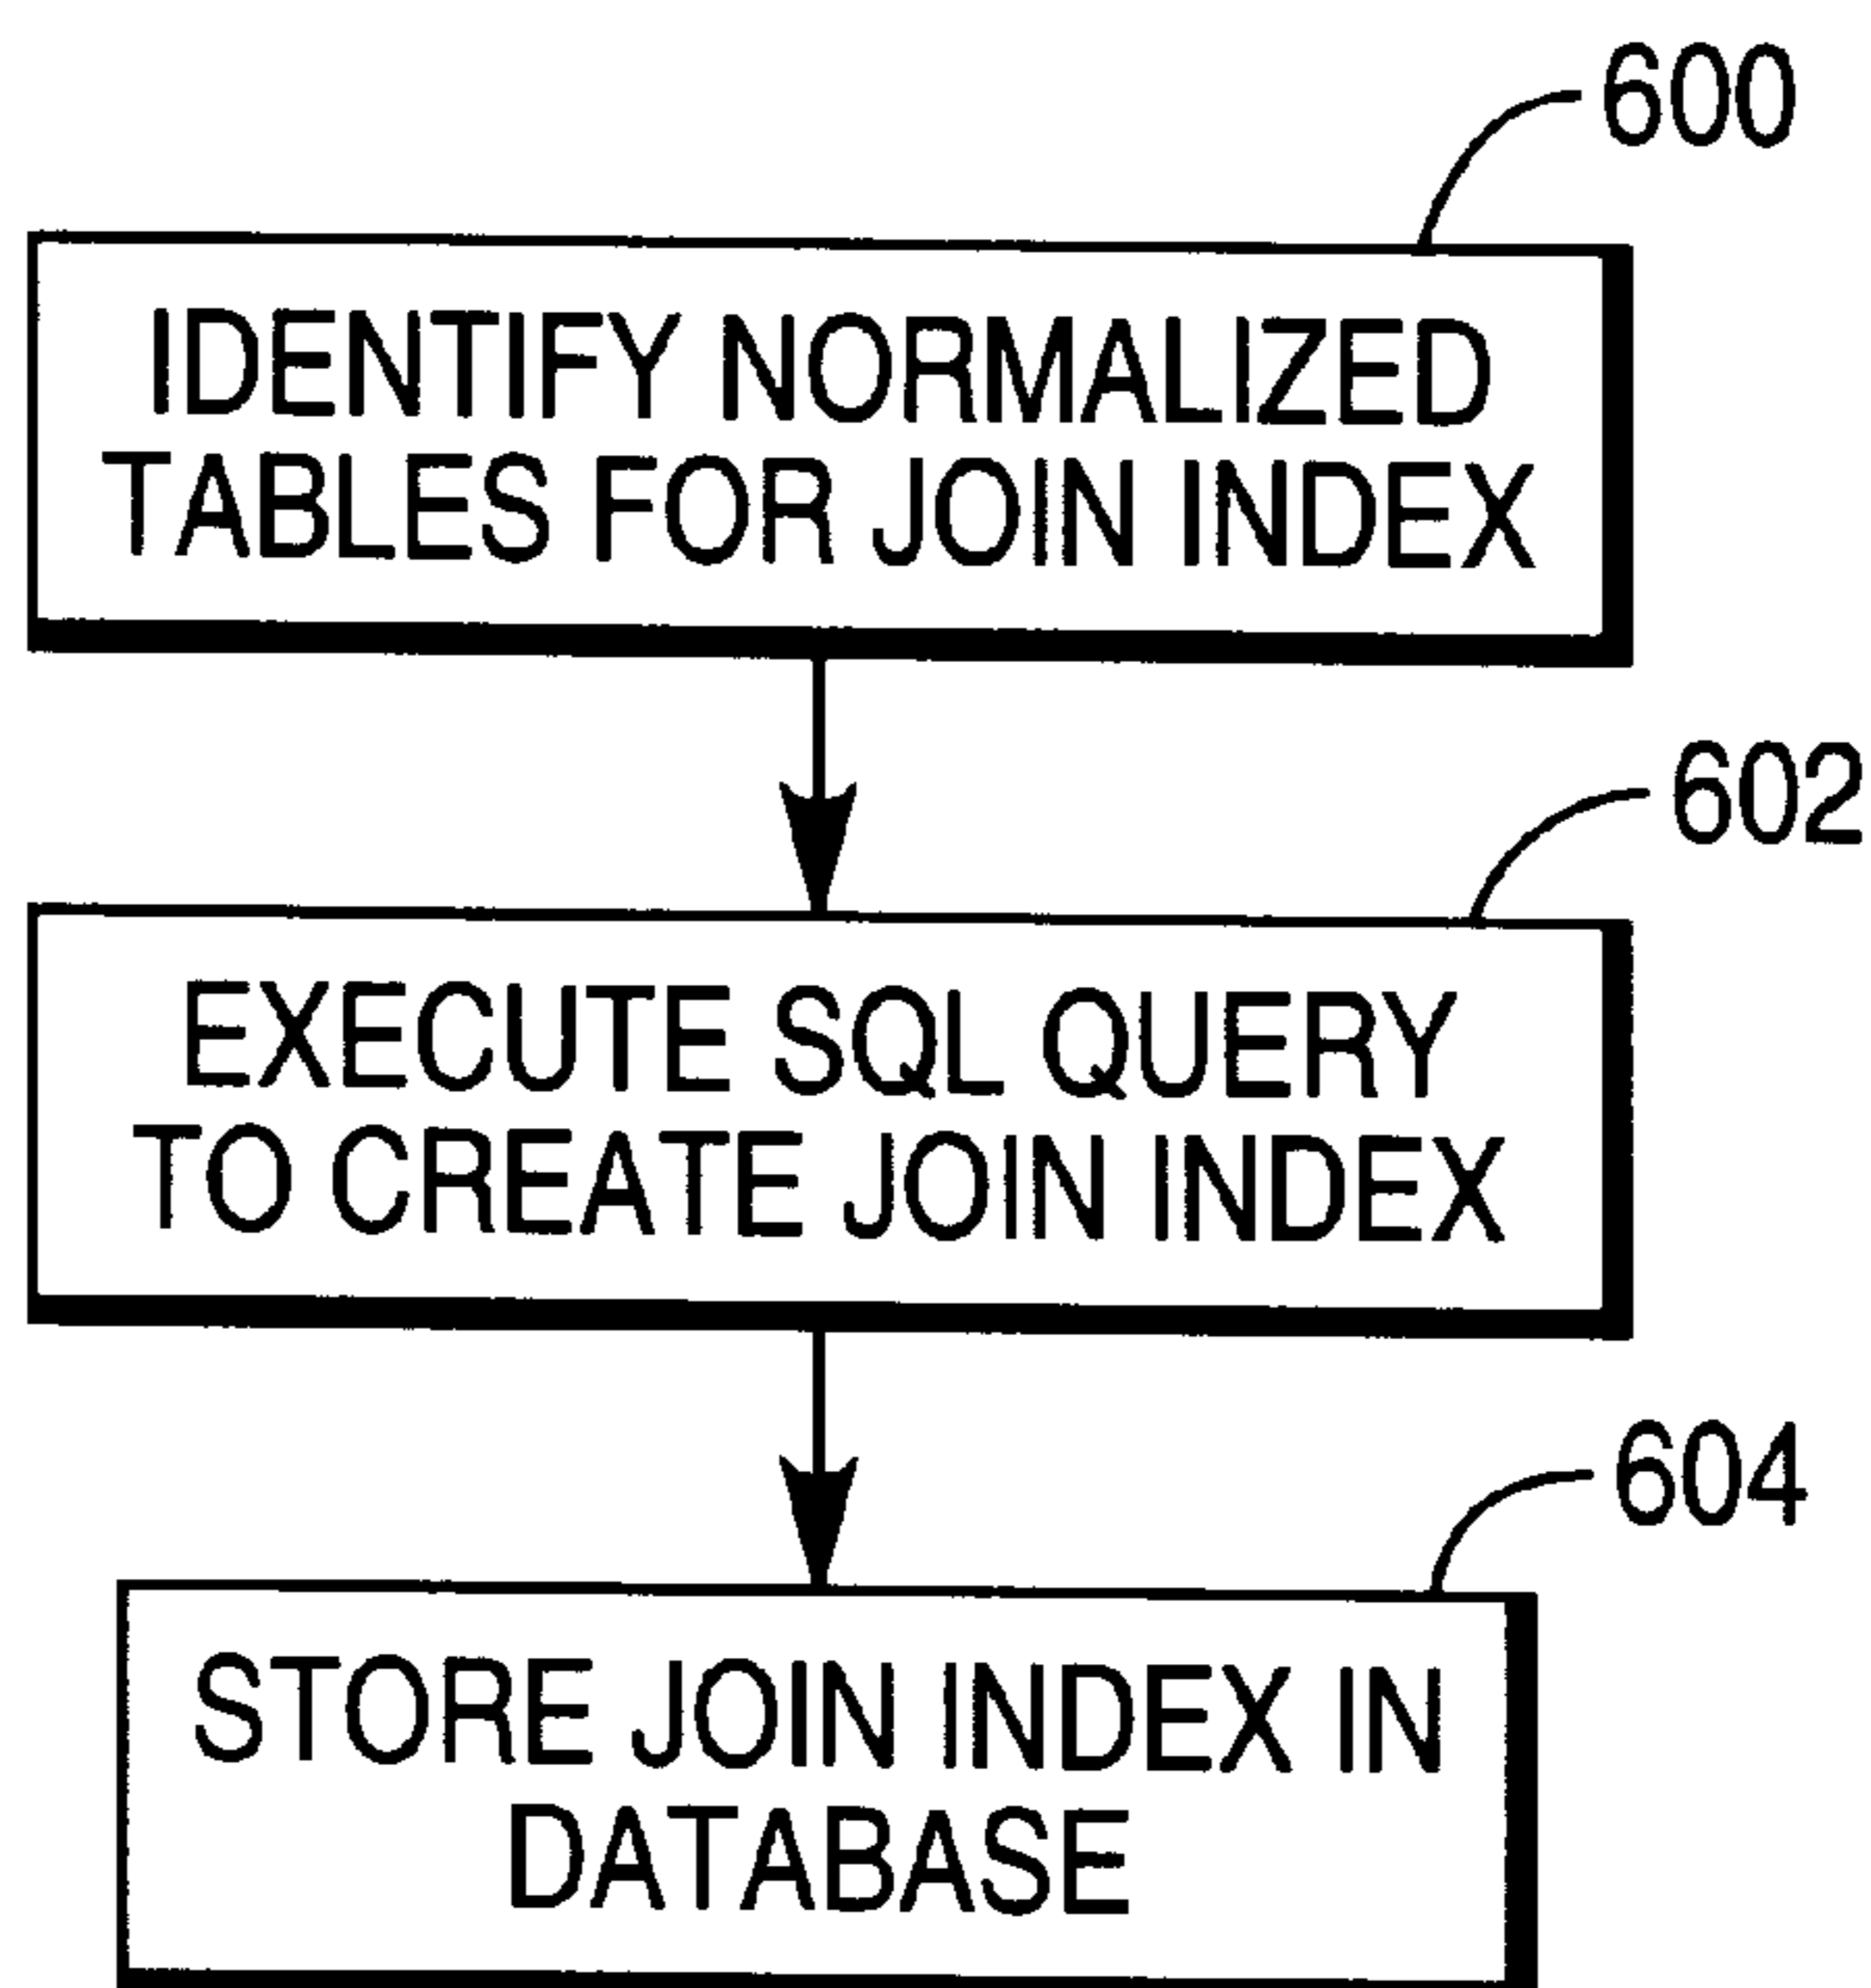 600
IDENTIFY NORMALIZED
TABLES FOR JOIN INDEX
602
EXECUTE SQL QUERY
TO CREATE JOIN INDEX
604
STORE JOIN INDEX IN
DATABASE